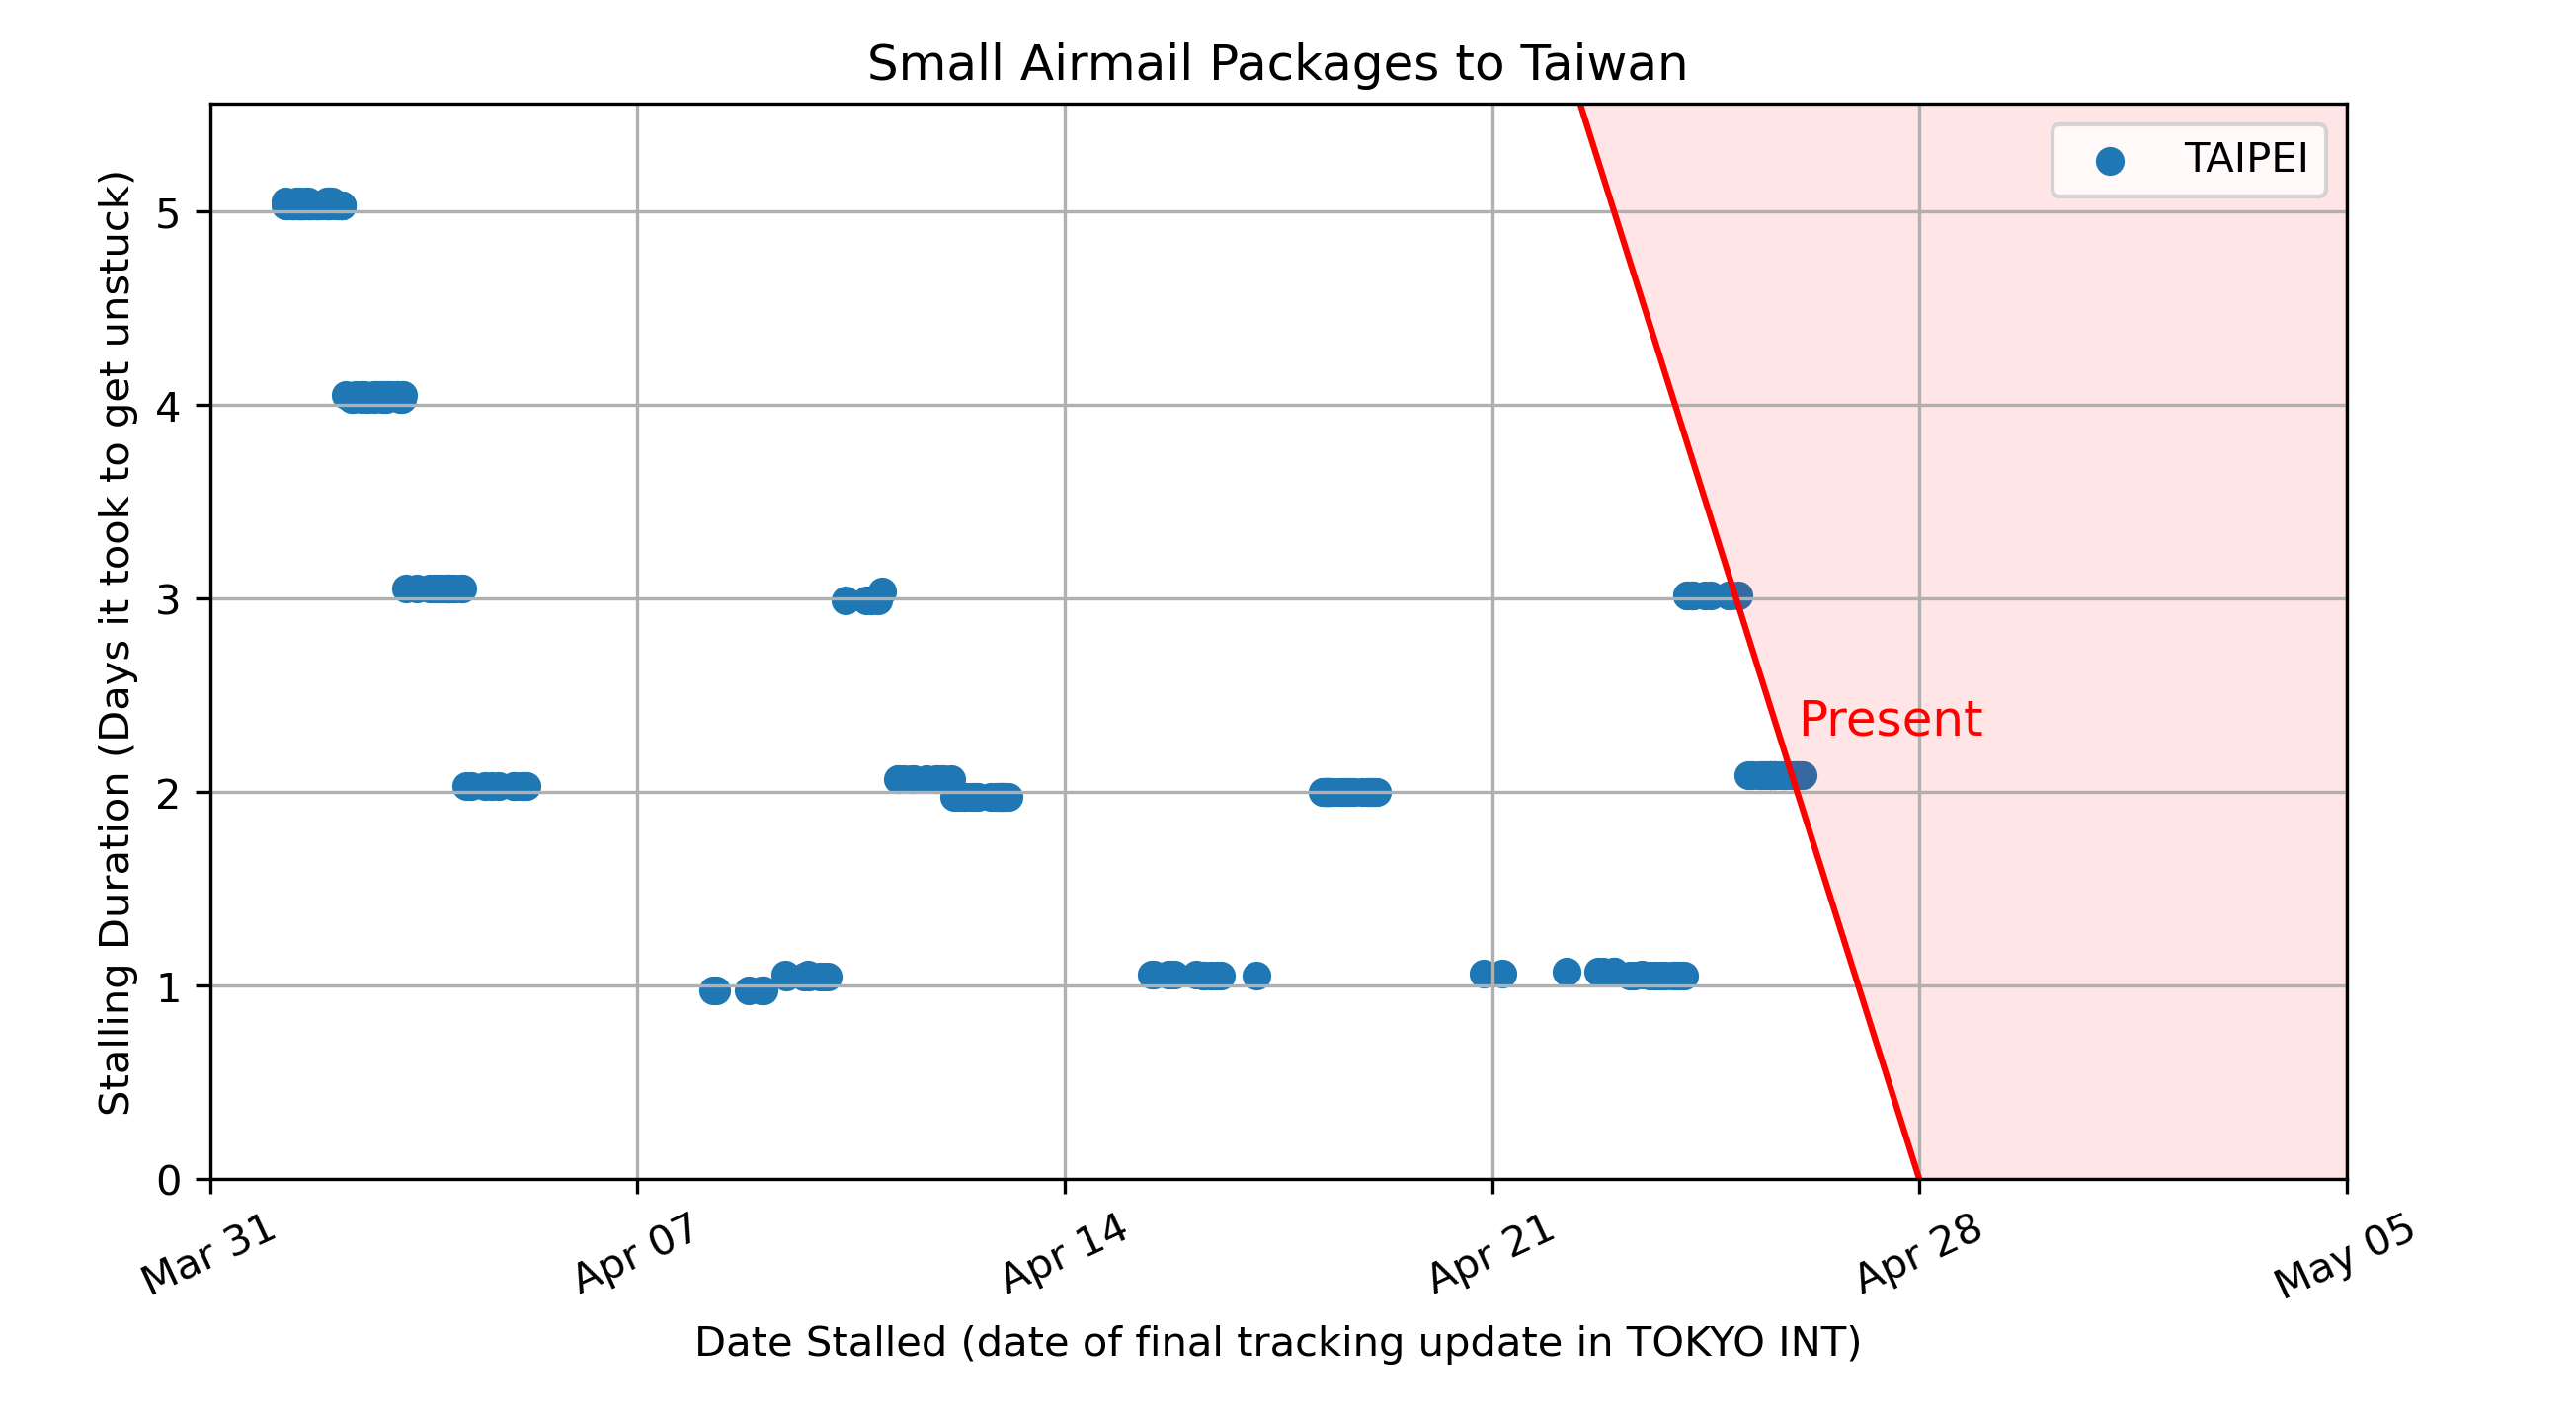 Small Airmail Packages to Taiwan
TAIPEI
Stalling Duration (Days it took to get unstuck)
5
4
3
2
1
0
Present
Mar 31
Apr 07
Apr 14
Apr 21
Apr 28
May 05
Date Stalled (date of final tracking update in TOKYO INT)